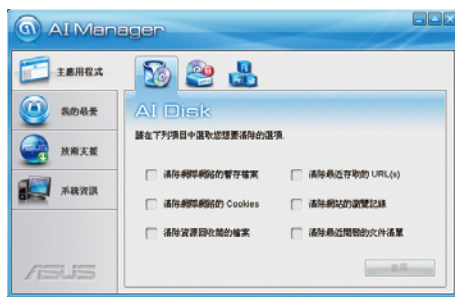 AI Manager
主應用程式
我的最愛
技術支援
系統資訊
AI Disk
請在下列項目中選取您想要清除的選項.
清除網際網路的暫存檔案
清除最近存取的 URL(s)
清除網際網路的 Cookies
清除網站的瀏覽記錄
清除資源回收筒的檔案
清除最近開啟的文件清單
ASUS